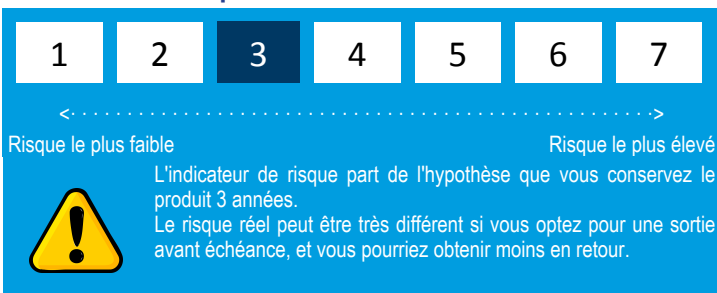 1 2 3 4 5 6 7
<· · · · · · · · · · · · · · · · · · · · · · · · · · · · · · · · · · · · · · · · · · · · · · · · · · · · ·>
Risque le plus faible Risque le plus élevé
L'indicateur de risque part de l'hypothèse que vous conservez le
produit 3 années.
Le risque réel peut être très différent si vous optez pour une sortie
avant échéance, et vous pourriez obtenir moins en retour.